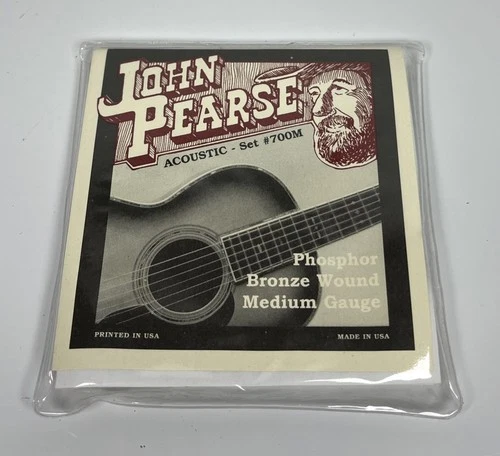 JOHN
PEARSE
ACOUSTIC - Set #700M
Phosphor
Bronze Wound
Medium Gauge
PRINTED IN USA
MADE IN USA